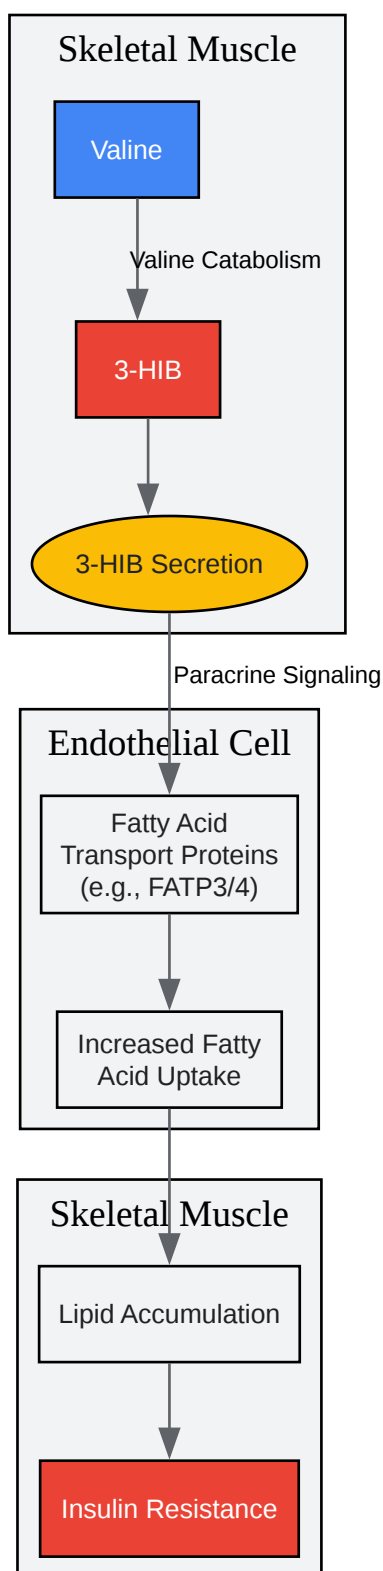 Skeletal Muscle
Valine
Valine Catabolism
3-HIB
3-HIB Secretion
Paracrine Signaling
Endothelial Cell
Fatty Acid
Transport Proteins
(e.g., FATP3/4)
Increased Fatty
Acid Uptake
Skeletal Muscle
Lipid Accumulation
Insulin Resistance